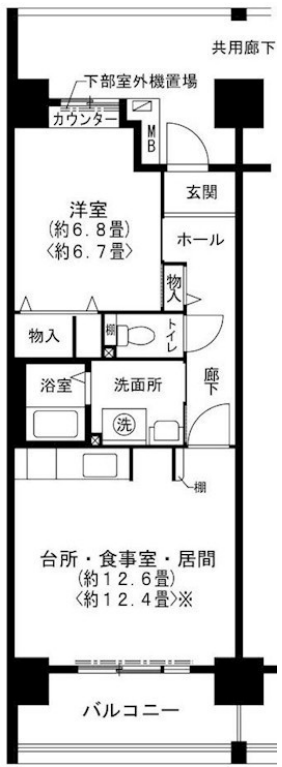 共用廊下
下部室外機置場
カウンター
MB
玄関
洋室
(約6.8畳)
〈約6.7畳〉
ホール
物入
物入
棚
トイレ
廊下
浴室
洗面所
洗
棚
台所・食事室・居間
(約12.6畳)
〈約12.4畳〉※
バルコニー